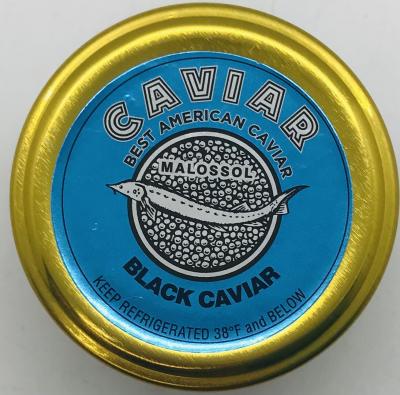 CAVIAR
BEST AMERICAN CAVIAR
MALOSSOL
BLACK CAVIAR
KEEP REFRIGERATED 38°F and BELOW